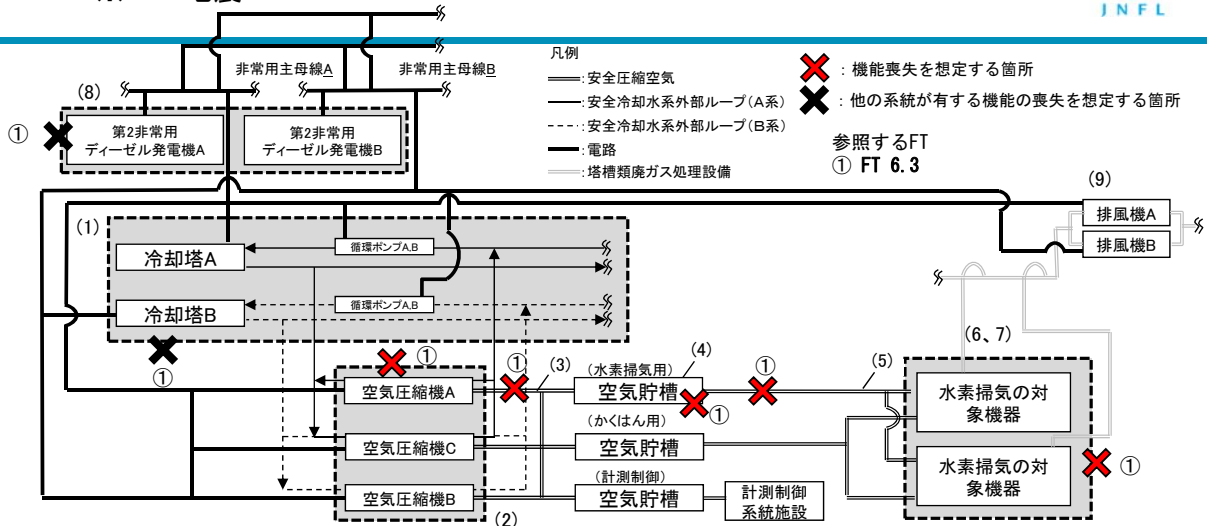 JNFL
凡例
═══:安全圧縮空気
───:安全冷却水系外部ループ(A系)
----:安全冷却水系外部ループ(B系)
━━:電路
═══:塔槽類廃ガス処理設備
:機能喪失を想定する箇所
:他の系統が有する機能の喪失を想定する箇所
参照するFT
① FT 6.3
非常用主母線A
非常用主母線B
(8)
①
第2非常用
ディーゼル発電機A
第2非常用
ディーゼル発電機B
(9)
排風機A
排風機B
(1)
冷却塔A
循環ポンプA,B
冷却塔B
循環ポンプA,B
①
(6、7)
①
①
(3)
(水素掃気用)
(4)
①
(5)
空気圧縮機A
空気貯槽
①
水素掃気の対
象機器
(かくはん用)
空気圧縮機C
空気貯槽
水素掃気の対
象機器
①
(計測制御)
空気圧縮機B
空気貯槽
計測制御
系統施設
(2)